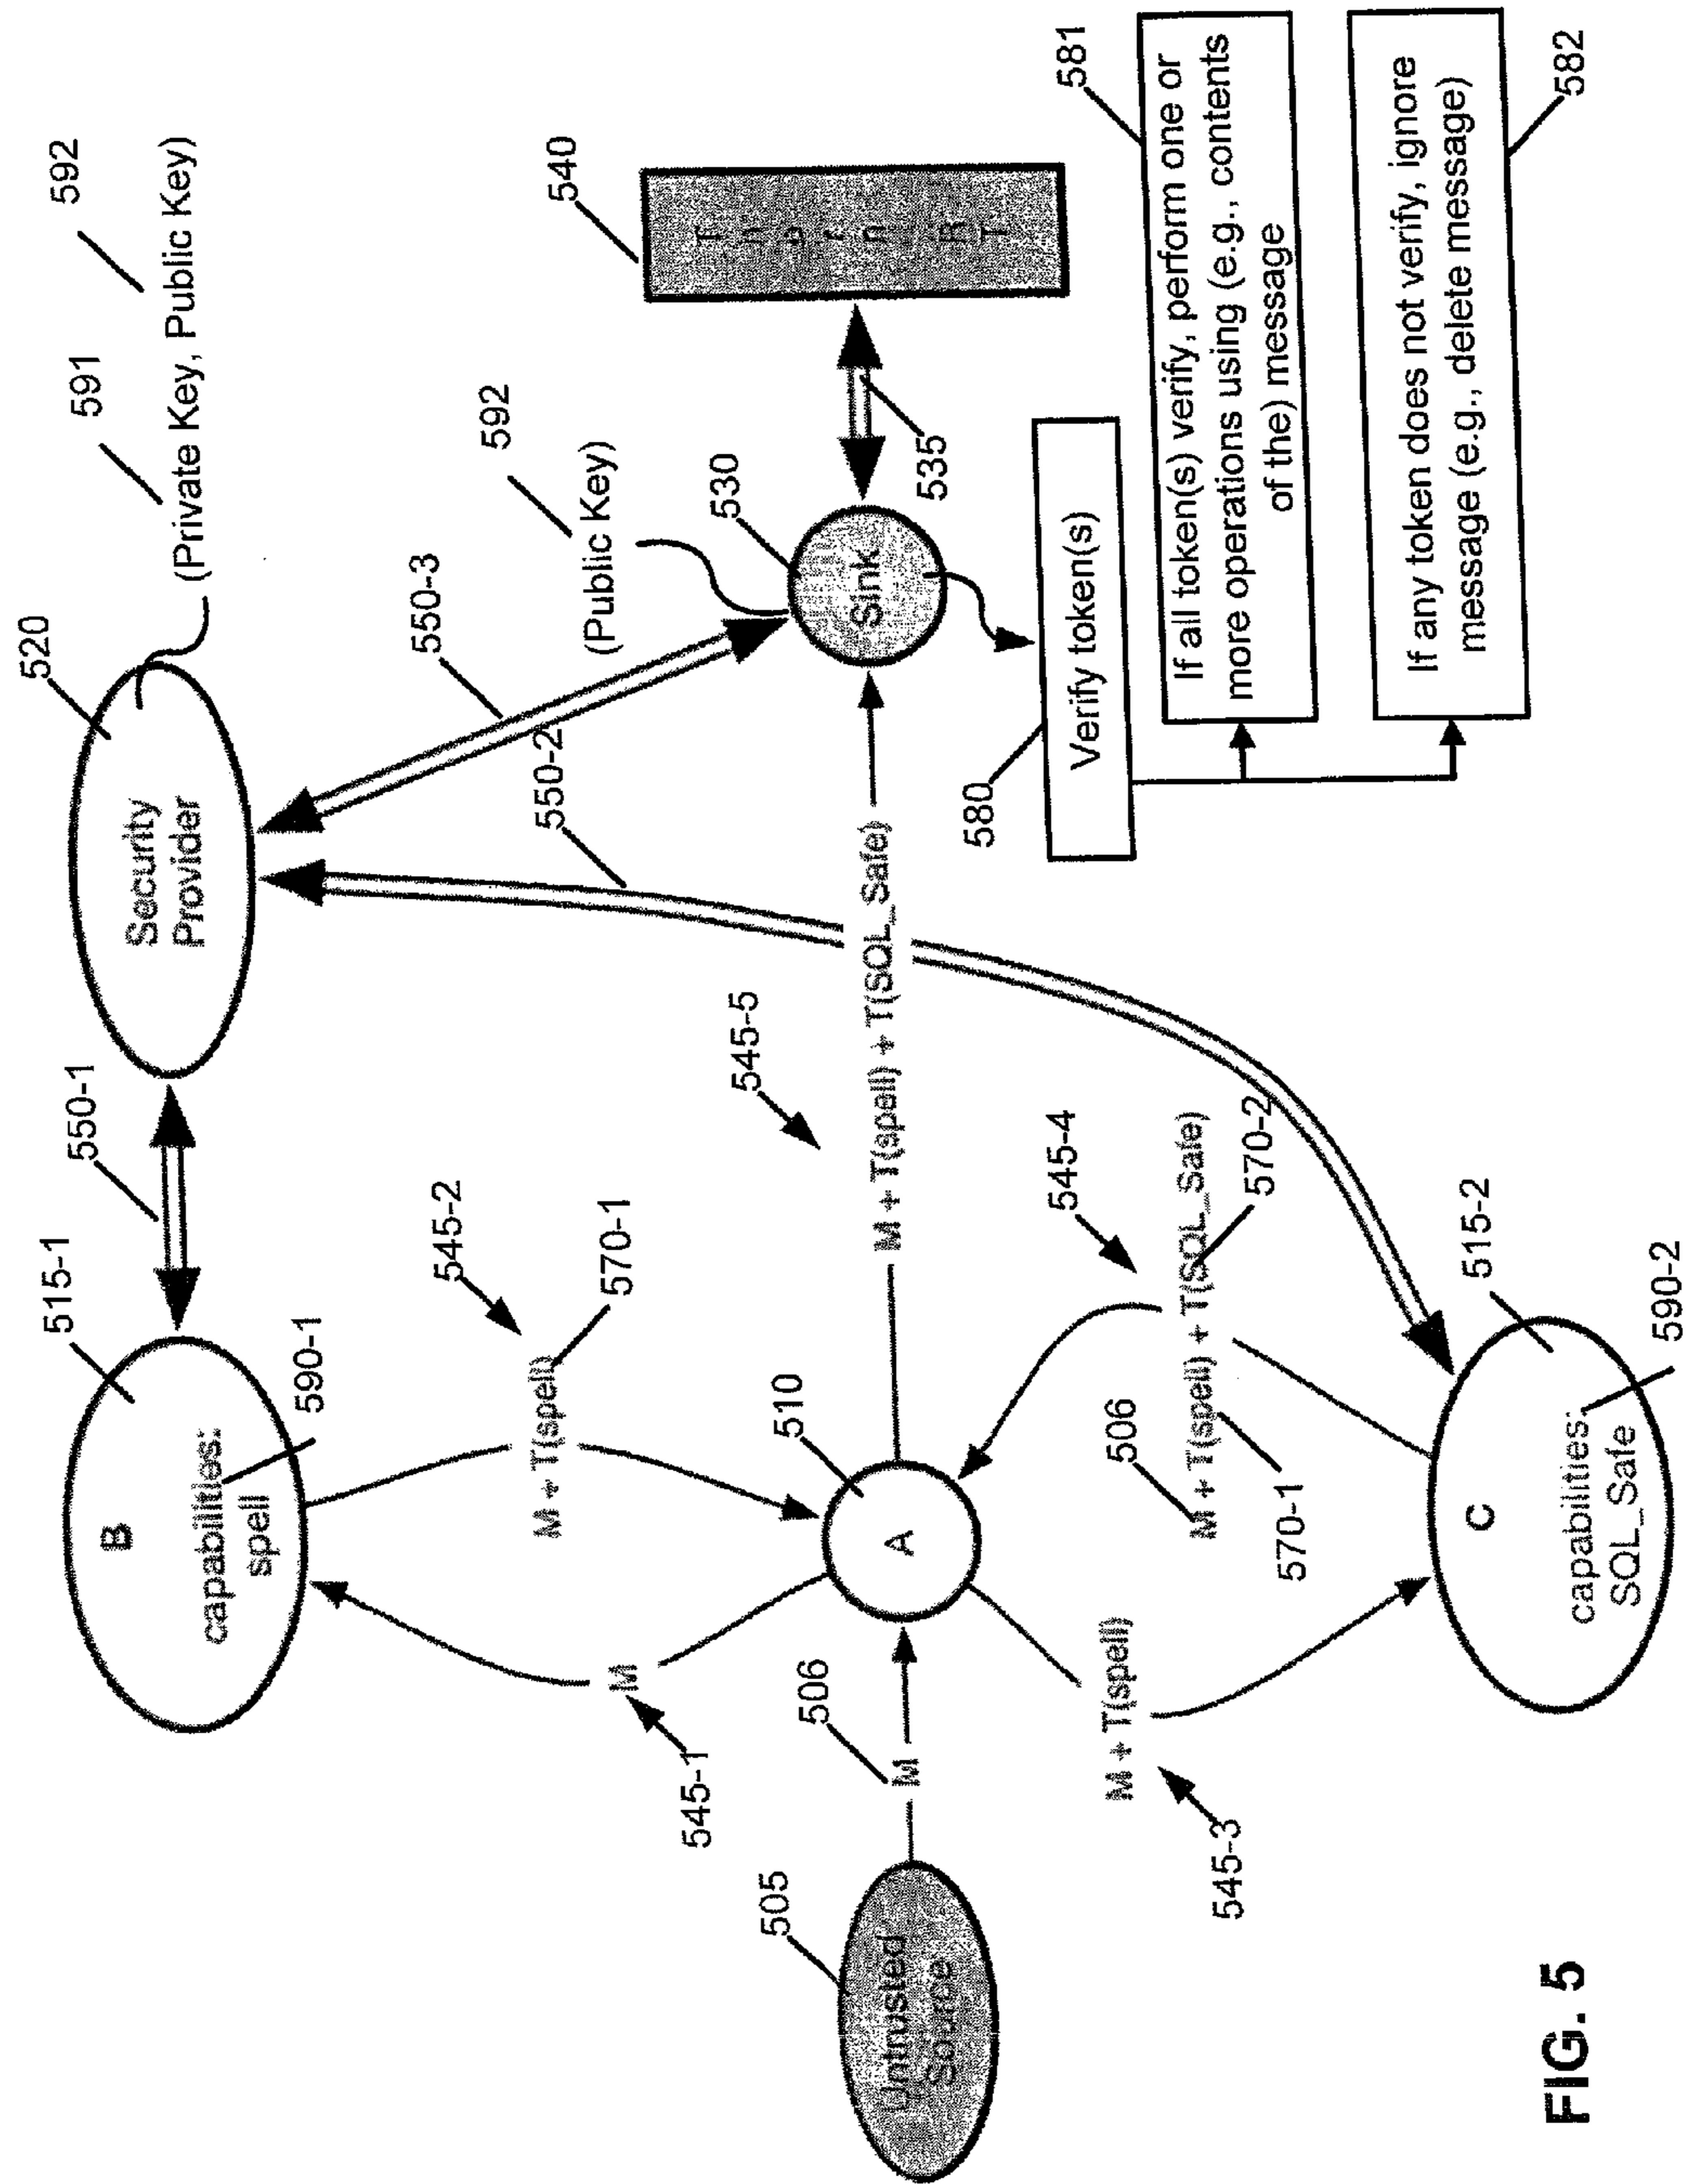 515-1
550-1
520
591
592
B
capabilities:
spell
590-1
Security
Provider
(Private Key, Public Key)
545-2
M + T(spell)
570-1
550-3
550-2
592
(Public Key)
540
545-1
M
505
Untrusted
Source
506
M
510
A
545-5
M + T(spell) + T(SQL_Safe)
530
Sink
535
545-3
M + T(spell)
506
545-4
M + T(spell) + T(SQL_Safe)
570-1
570-2
580
Verify token(s)
581
If all token(s) verify, perform one or
more operations using (e.g., contents
of the) message
If any token does not verify, ignore
message (e.g., delete message)
582
C
capabilities:
SQL_Safe
515-2
590-2
FIG. 5